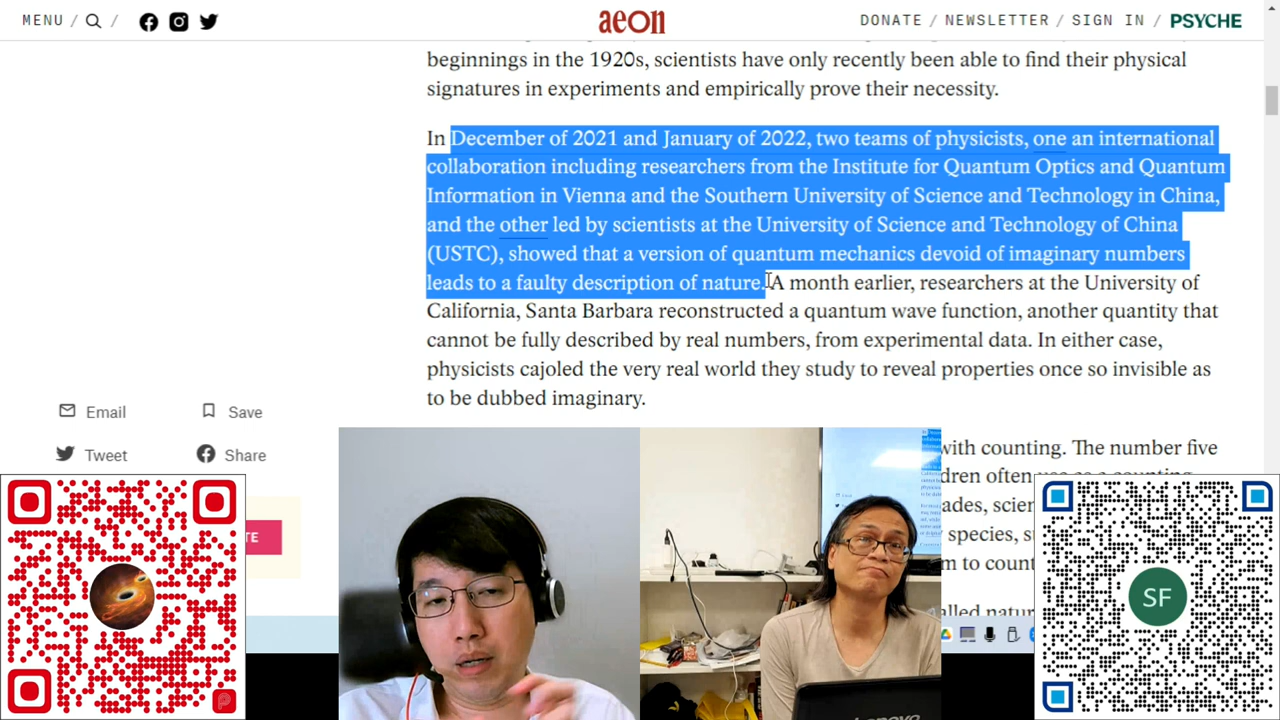 MENU / /
aeon
DONATE / NEWSLETTER / SIGN IN / PSYCHE
beginnings in the 1920s, scientists have only recently been able to find their physical
signatures in experiments and empirically prove their necessity.
In December of 2021 and January of 2022, two teams of physicists, one an international
collaboration including researchers from the Institute for Quantum Optics and Quantum
Information in Vienna and the Southern University of Science and Technology in China,
and the other led by scientists at the University of Science and Technology of China
(USTC), showed that a version of quantum mechanics devoid of imaginary numbers
leads to a faulty description of nature. A month earlier, researchers at the University of
California, Santa Barbara reconstructed a quantum wave function, another quantity that
cannot be fully described by real numbers, from experimental data. In either case,
physicists cajoled the very real world they study to reveal properties once so invisible as
to be dubbed imaginary.
Email
Save
Tweet
Share
with counting. The number five
species,
SF